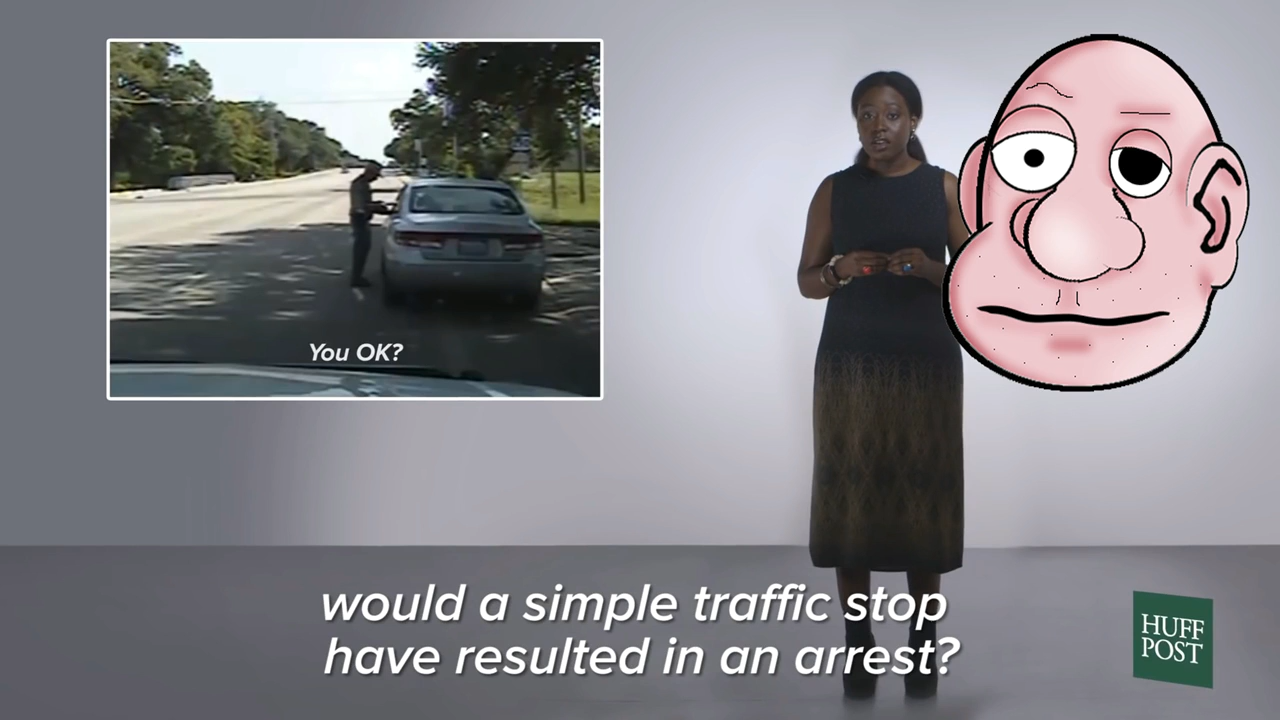 You OK?
would a simple traffic stop
have resulted in an arrest?
HUFF
POST